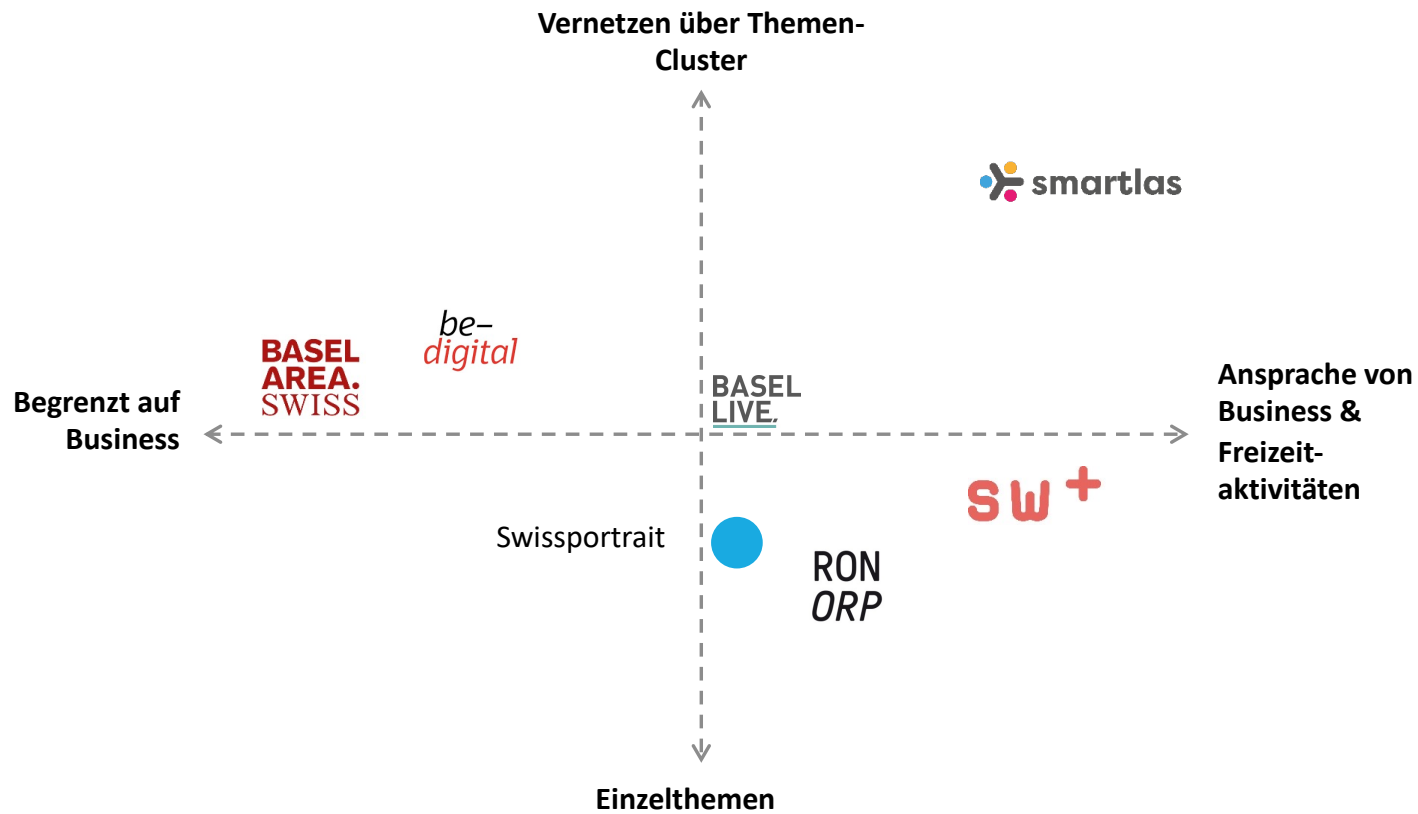 Vernetzen über Themen-
Cluster
smartlas
be–
digital
BASEL
AREA.
SWISS
BASEL
LIVE.
Begrenzt auf
Business
Ansprache von
Business &
Freizeit-
aktivitäten
sw+
Swissportrait
RON
ORP
Einzelthemen